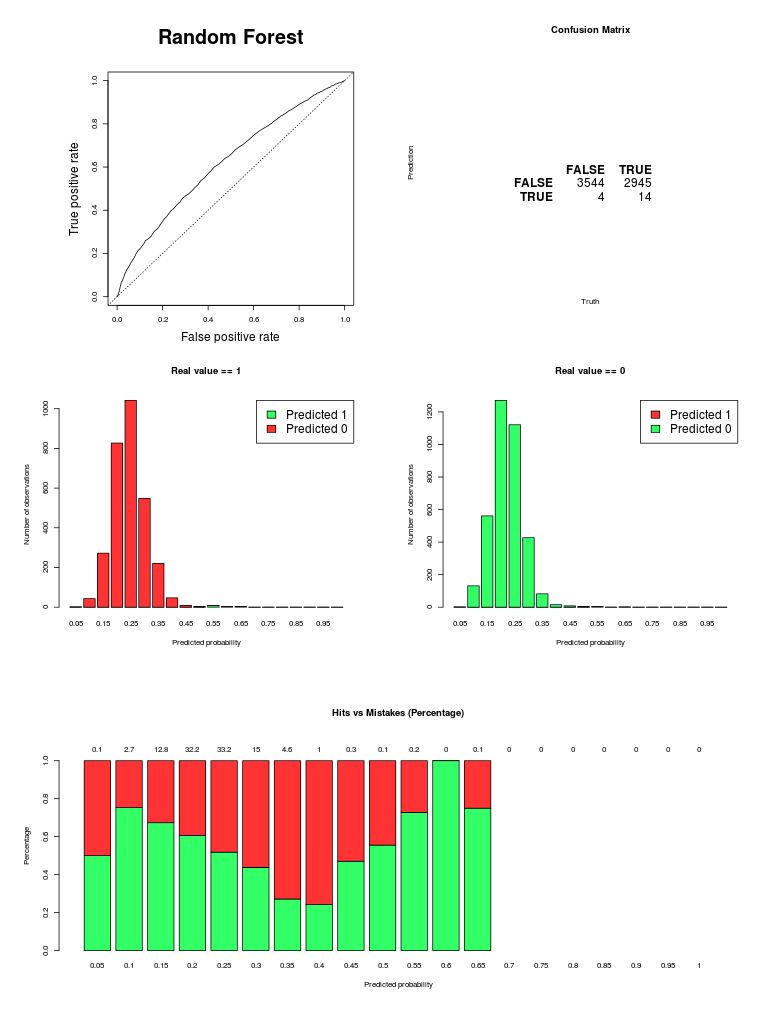 Random Forest
True positive rate
1.0
0.8
0.6
0.4
0.2
0.0
0.0 0.2 0.4 0.6 0.8 1.0
False positive rate
Confusion Matrix
Prediction
FALSE TRUE
FALSE 3544 2945
TRUE 4 14
Truth
Real value == 1
Predicted 1
Predicted 0
Number of observations
1000
800
600
400
200
0
0.05 0.15 0.25 0.35 0.45 0.55 0.65 0.75 0.85 0.95
Predicted probability
Real value == 0
Predicted 1
Predicted 0
Number of observations
1200
1000
800
600
400
200
0
0.05 0.15 0.25 0.35 0.45 0.55 0.65 0.75 0.85 0.95
Predicted probability
Hits vs Mistakes (Percentage)
0.1 2.7 12.8 32.2 33.2 15 4.6 1 0.3 0.1 0.2 0 0.1 0 0 0 0 0 0 0
Percentage
1.0
0.8
0.6
0.4
0.2
0.0
0.05 0.1 0.15 0.2 0.25 0.3 0.35 0.4 0.45 0.5 0.55 0.6 0.65 0.7 0.75 0.8 0.85 0.9 0.95 1
Predicted probability